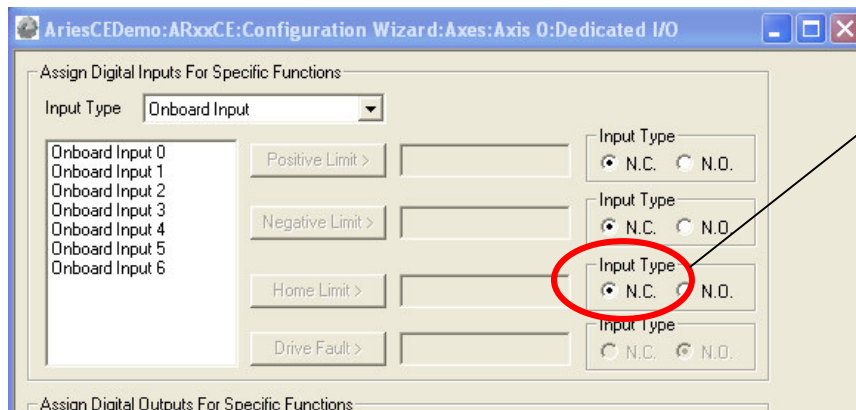 AriesCEDemo:ARxxCE:Configuration Wizard:Axes:Axis 0:Dedicated I/O
Assign Digital Inputs For Specific Functions
Input Type Onboard Input
Onboard Input 0
Onboard Input 1
Onboard Input 2
Onboard Input 3
Onboard Input 4
Onboard Input 5
Onboard Input 6
Positive Limit >
Input Type
N.C. N.O.
Negative Limit >
Input Type
N.C. N.O.
Home Limit >
Input Type
N.C. N.O.
Drive Fault >
Input Type
N.C. N.O.
Assign Digital Outputs For Specific Functions